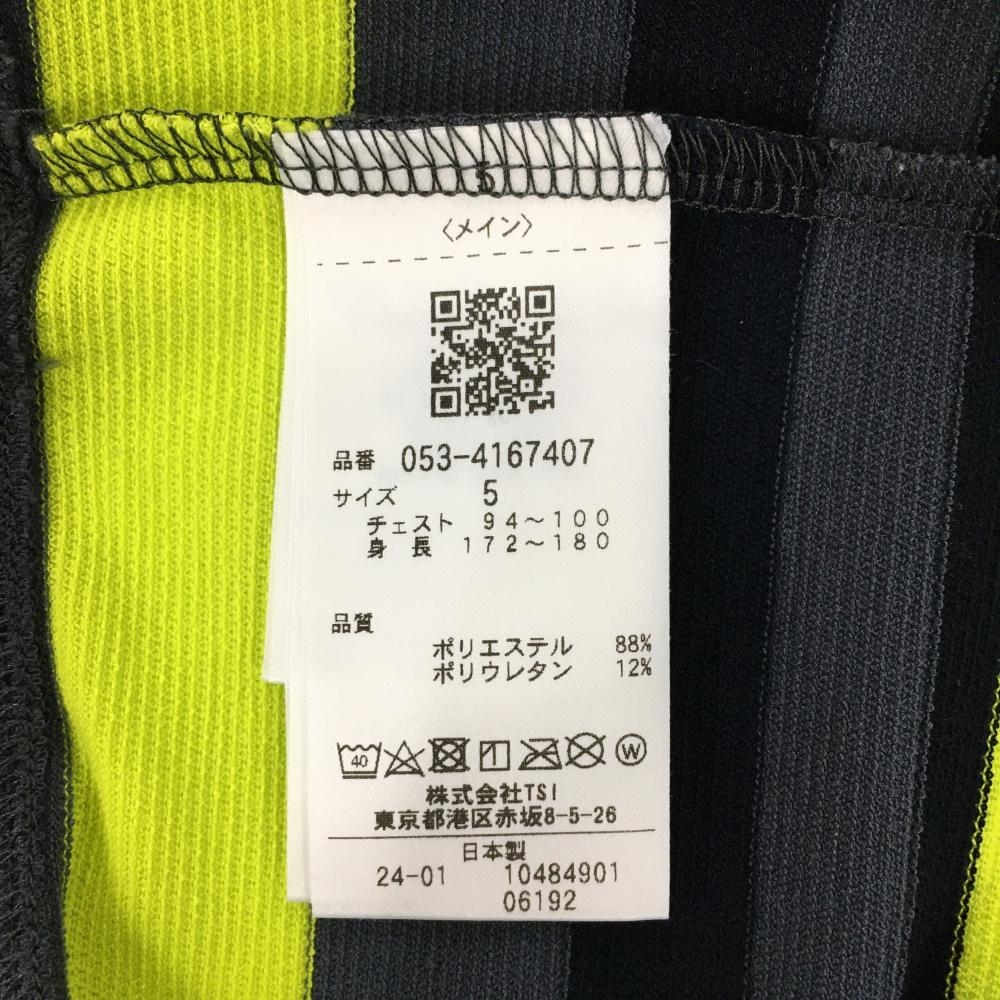 5
〈メイン〉
品番 053-4167407
サイズ 5
チェスト 94～100
身長 172～180
品質
ポリエステル 88%
ポリウレタン 12%
40 W
株式会社TSI
東京都港区赤坂8-5-26
日本製
24-01 10484901
06192